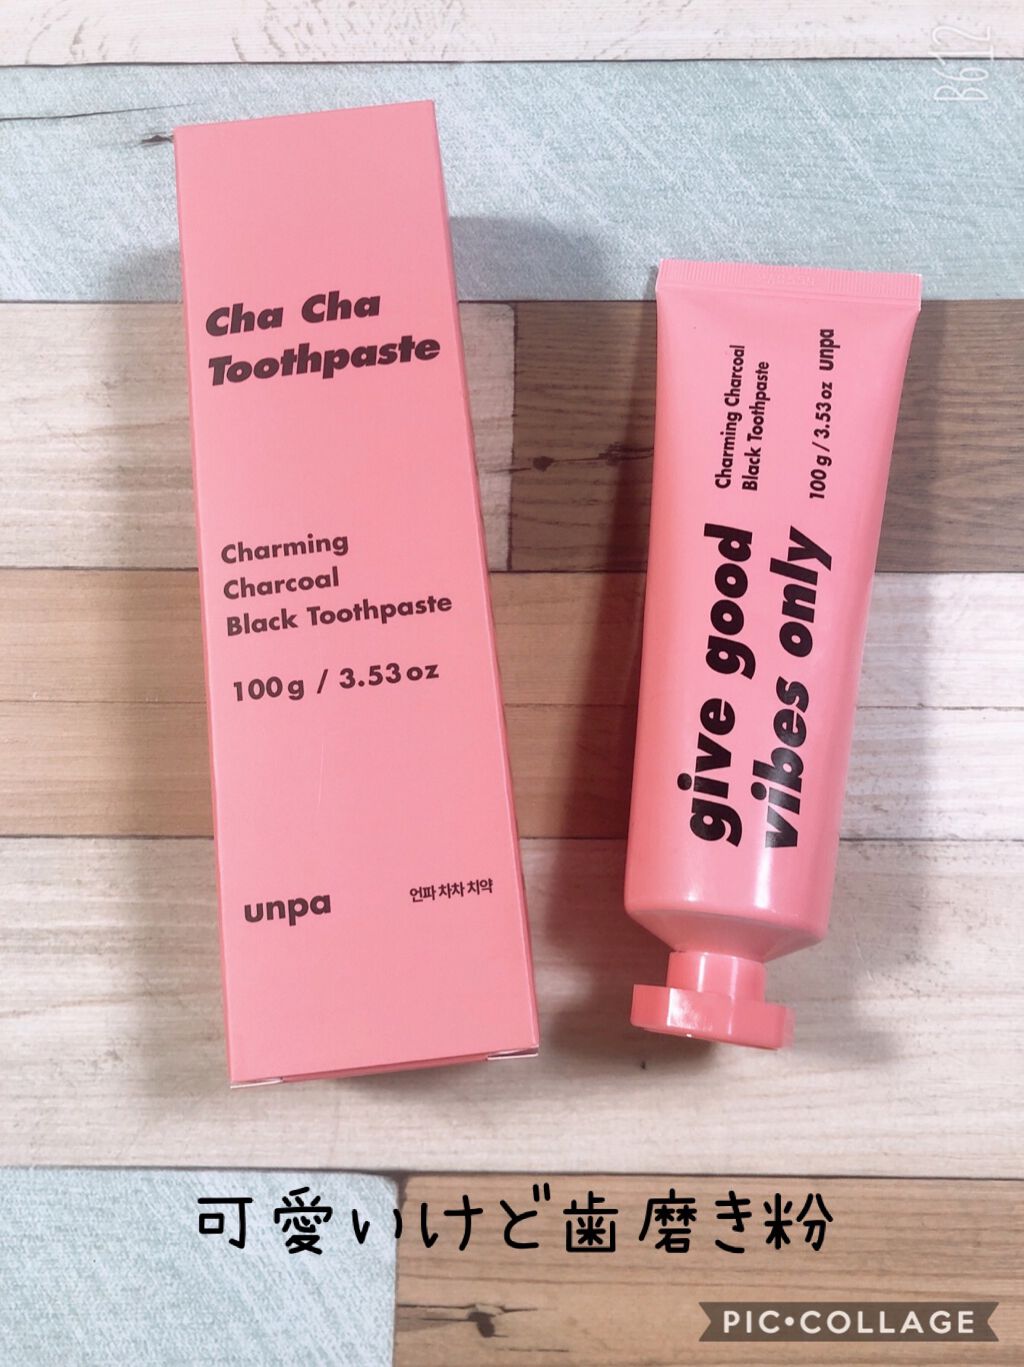 B612
Cha Cha
Toothpaste
Charming
Charcoal
Black Toothpaste
100g / 3.53oz
unpa
언파 차차 치약
give good
vibes only
Charming Charcoal
Black Toothpaste
100g / 3.53oz unpa
可愛いけど歯磨き粉
PIC•COLLAGE